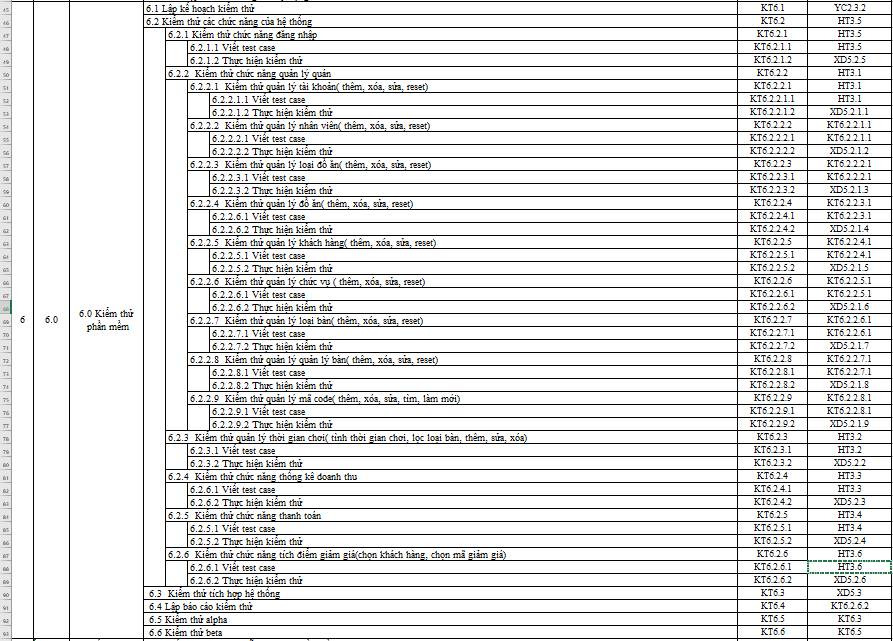 45 6.1 Lập kế hoạch kiểm thử KT6.1 YC2.3.2
46 6.2 Kiểm thử các chức năng của hệ thống KT6.2 HT3.5
47 6.2.1 Kiểm thử chức năng đăng nhập KT6.2.1 HT3.5
48 6.2.1.1 Viết test case KT6.2.1.1 HT3.5
49 6.2.1.2 Thực hiện kiểm thử KT6.2.1.2 XD5.2.5
50 6.2.2 Kiểm thử chức năng quản lý quán KT6.2.2 HT3.1
51 6.2.2.1 Kiểm thử quản lý tài khoản( thêm, xóa, sửa, reset) KT6.2.2.1 HT3.1
52 6.2.2.1.1 Viết test case KT6.2.2.1.1 HT3.1
53 6.2.2.1.2 Thực hiện kiểm thử KT6.2.2.1.2 XD5.2.1.1
54 6.2.2.2 Kiểm thử quản lý nhân viên( thêm, xóa, sửa, reset) KT6.2.2.2 KT6.2.2.1.1
55 6.2.2.2.1 Viết test case KT6.2.2.2.1 KT6.2.2.1.1
56 6.2.2.2.2 Thực hiện kiểm thử KT6.2.2.2.2 XD5.2.1.2
57 6.2.2.3 Kiểm thử quản lý loại đồ ăn( thêm, xóa, sửa, reset) KT6.2.2.3 KT6.2.2.2.1
58 6.2.2.3.1 Viết test case KT6.2.2.3.1 KT6.2.2.2.1
59 6.2.2.3.2 Thực hiện kiểm thử KT6.2.2.3.2 XD5.2.1.3
60 6.2.2.4 Kiểm thử quản lý đồ ăn( thêm, xóa, sửa, reset) KT6.2.2.4 KT6.2.2.3.1
61 6.2.2.6.1 Viết test case KT6.2.2.4.1 KT6.2.2.3.1
62 6.2.2.6.2 Thực hiện kiểm thử KT6.2.2.4.2 XD5.2.1.4
63 6.2.2.5 Kiểm thử quản lý khách hàng( thêm, xóa, sửa, reset) KT6.2.2.5 KT6.2.2.4.1
64 6.2.2.5.1 Viết test case KT6.2.2.5.1 KT6.2.2.4.1
65 6.2.2.5.2 Thực hiện kiểm thử KT6.2.2.5.2 XD5.2.1.5
66 6.2.2.6 Kiểm thử quản lý chức vụ ( thêm, xóa, sửa, reset) KT6.2.2.6 KT6.2.2.5.1
67 6.2.2.6.1 Viết test case KT6.2.2.6.1 KT6.2.2.5.1
68 6.2.2.6.2 Thực hiện kiểm thử KT6.2.2.6.2 XD5.2.1.6
69 6 6.0 6.0 Kiểm thử phần mềm 6.2.2.7 Kiểm thử quản lý loại bàn( thêm, xóa, sửa, reset) KT6.2.2.7 KT6.2.2.6.1
70 6.2.2.7.1 Viết test case KT6.2.2.7.1 KT6.2.2.6.1
71 6.2.2.7.2 Thực hiện kiểm thử KT6.2.2.7.2 XD5.2.1.7
72 6.2.2.8 Kiểm thử quản lý quản lý bàn( thêm, xóa, sửa, reset) KT6.2.2.8 KT6.2.2.7.1
73 6.2.2.8.1 Viết test case KT6.2.2.8.1 KT6.2.2.7.1
74 6.2.2.8.2 Thực hiện kiểm thử KT6.2.2.8.2 XD5.2.1.8
75 6.2.2.9 Kiểm thử quản lý mã code( thêm, xóa, sửa, tìm, làm mới) KT6.2.2.9 KT6.2.2.8.1
76 6.2.2.9.1 Viết test case KT6.2.2.9.1 KT6.2.2.8.1
77 6.2.2.9.2 Thực hiện kiểm thử KT6.2.2.9.2 XD5.2.1.9
78 6.2.3 Kiểm thử quản lý thời gian chơi( tính thời gian chơi, lọc loại bàn, thêm, sửa, xóa) KT6.2.3 HT3.2
79 6.2.3.1 Viết test case KT6.2.3.1 HT3.2
80 6.2.3.2 Thực hiện kiểm thử KT6.2.3.2 XD5.2.2
81 6.2.4 Kiểm thử chức năng thống kê doanh thu KT6.2.4 HT3.3
82 6.2.6.1 Viết test case KT6.2.4.1 HT3.3
83 6.2.6.2 Thực hiện kiểm thử KT6.2.4.2 XD5.2.3
84 6.2.5 Kiểm thử chức năng thanh toán KT6.2.5 HT3.4
85 6.2.5.1 Viết test case KT6.2.5.1 HT3.4
86 6.2.5.2 Thực hiện kiểm thử KT6.2.5.2 XD5.2.4
87 6.2.6 Kiểm thử chức năng tích điểm giảm giá(chọn khách hàng, chọn mã giảm giá) KT6.2.6 HT3.6
88 6.2.6.1 Viết test case KT6.2.6.1 HT3.6
89 6.2.6.2 Thực hiện kiểm thử KT6.2.6.2 XD5.2.6
90 6.3 Kiểm thử tích hợp hệ thống KT6.3 XD5.3
91 6.4 Lập báo cáo kiểm thử KT6.4 KT6.2.6.2
92 6.5 Kiểm thử alpha KT6.5 KT6.3
93 6.6 Kiểm thử beta KT6.6 KT6.5